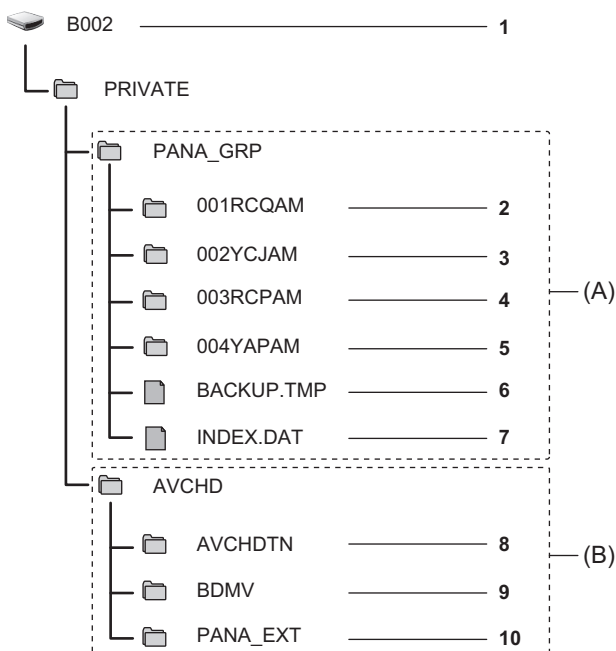 B002 1
PRIVATE
PANA_GRP
001RCQAM 2
002YCJAM 3
003RCPAM 4
(A)
004YAPAM 5
BACKUP.TMP 6
INDEX.DAT 7
AVCHD
AVCHDTN 8
(B)
BDMV 9
PANA_EXT 10